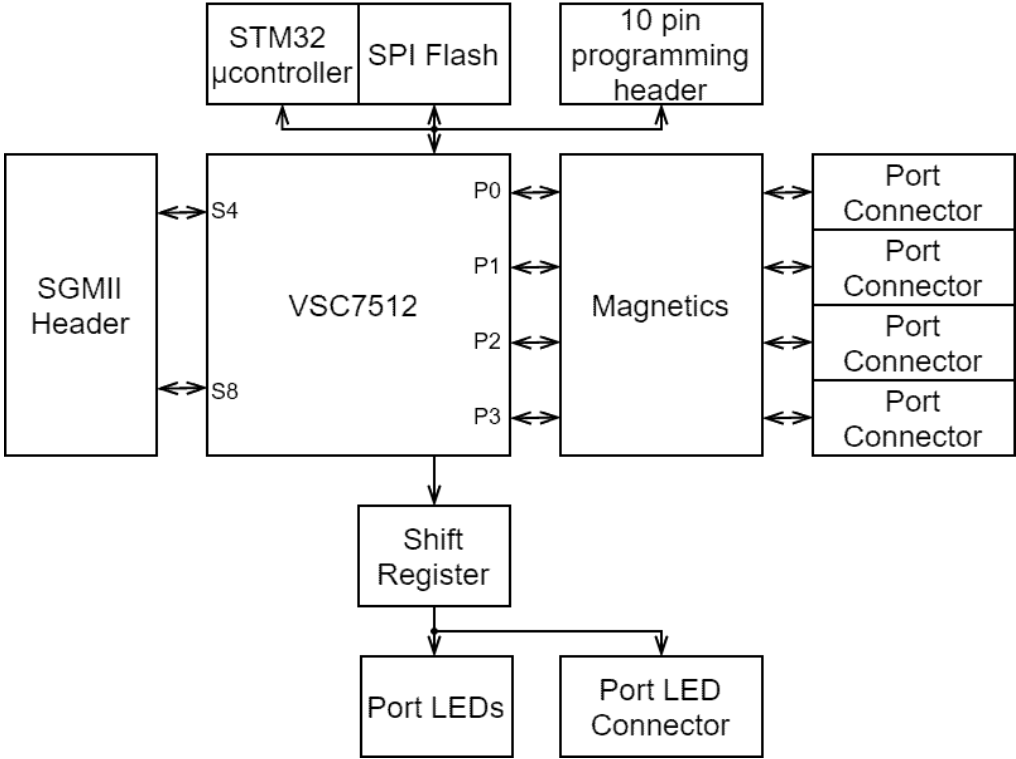 STM32
µcontroller
SPI Flash
10 pin
programming
header
SGMII
Header
S4
S8
VSC7512
P0
P1
P2
P3
Magnetics
Port
Connector
Port
Connector
Port
Connector
Port
Connector
Shift
Register
Port LEDs
Port LED
Connector